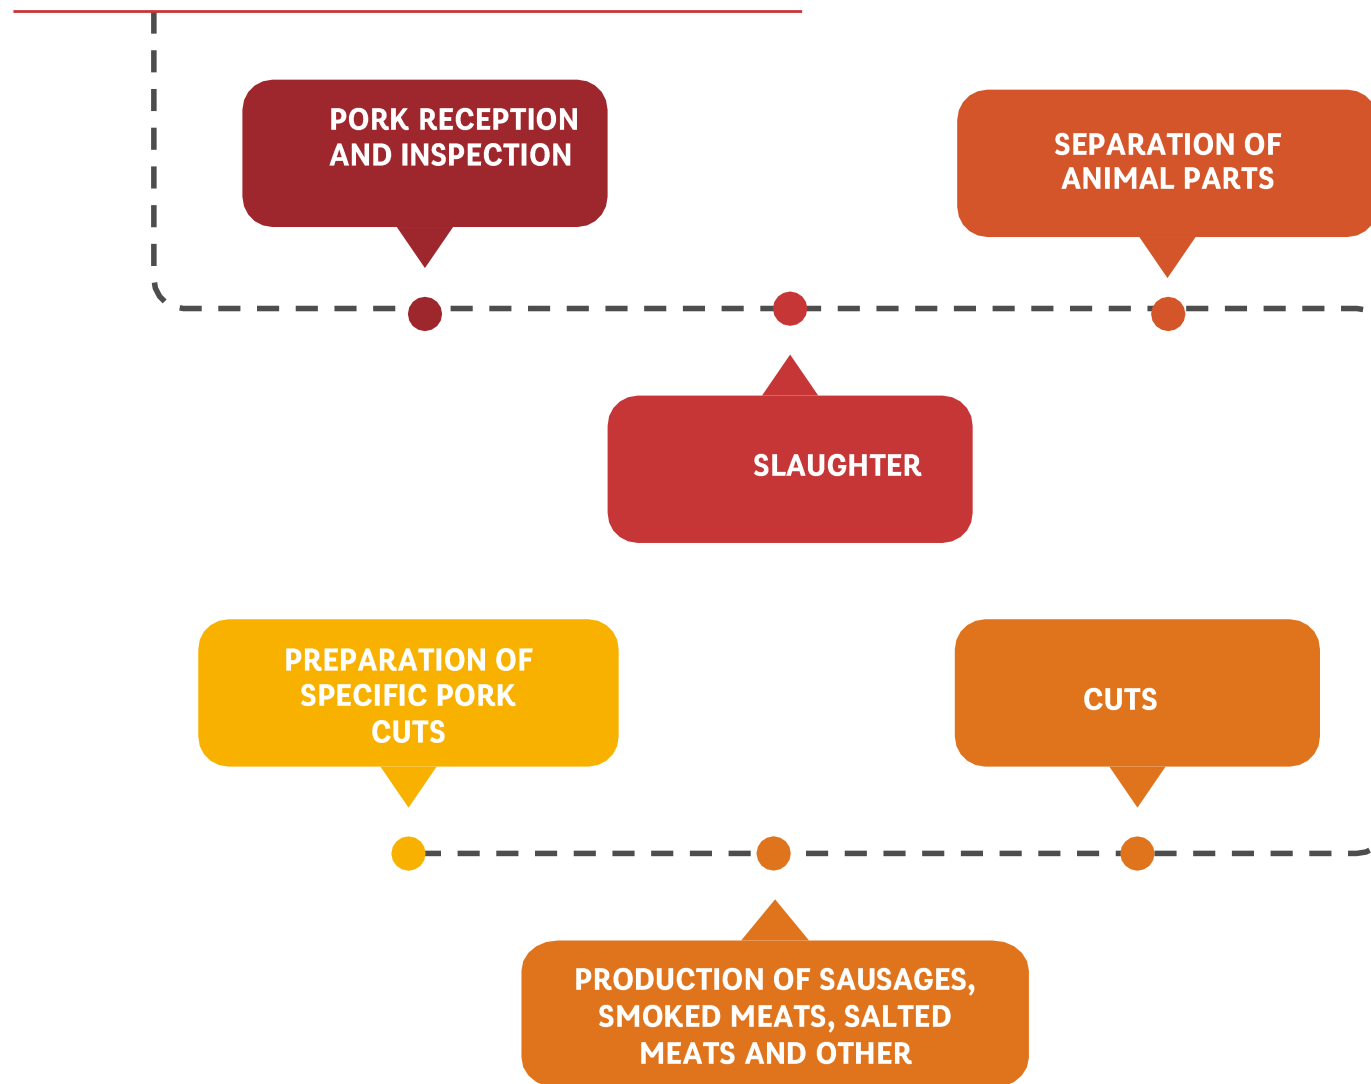 PORK RECEPTION
AND INSPECTION
SEPARATION OF
ANIMAL PARTS
SLAUGHTER
PREPARATION OF
SPECIFIC PORK
CUTS
CUTS
PRODUCTION OF SAUSAGES,
SMOKED MEATS, SALTED
MEATS AND OTHER